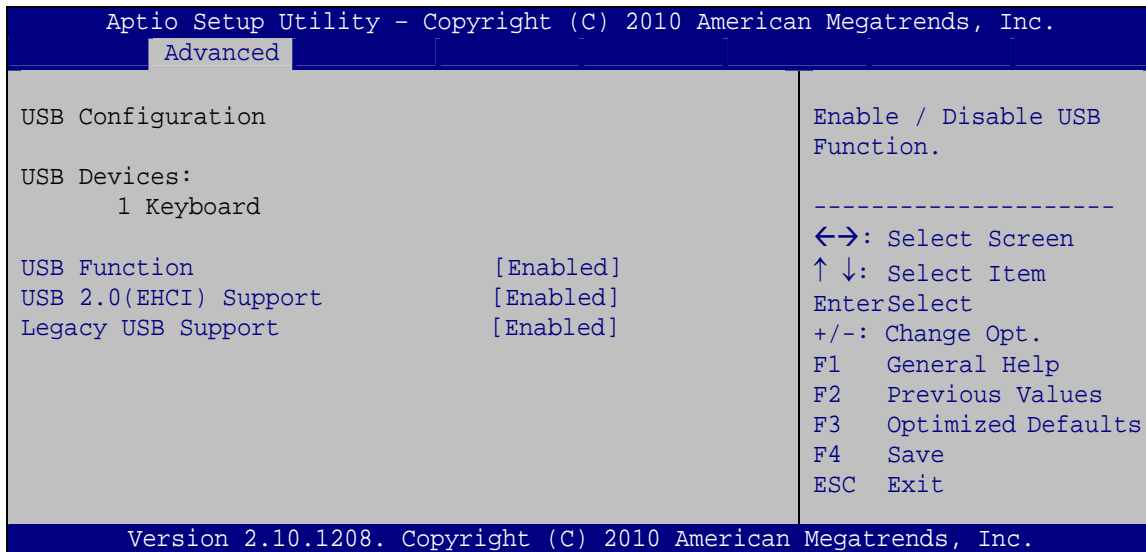 Aptio Setup Utility – Copyright (C) 2010 American Megatrends, Inc.
Advanced
USB Configuration
USB Devices:
1 Keyboard
USB Function [Enabled]
USB 2.0(EHCI) Support [Enabled]
Legacy USB Support [Enabled]
Enable / Disable USB
Function.
---------------------
←→: Select Screen
↑ ↓: Select Item
EnterSelect
+/-: Change Opt.
F1 General Help
F2 Previous Values
F3 Optimized Defaults
F4 Save
ESC Exit
Version 2.10.1208. Copyright (C) 2010 American Megatrends, Inc.